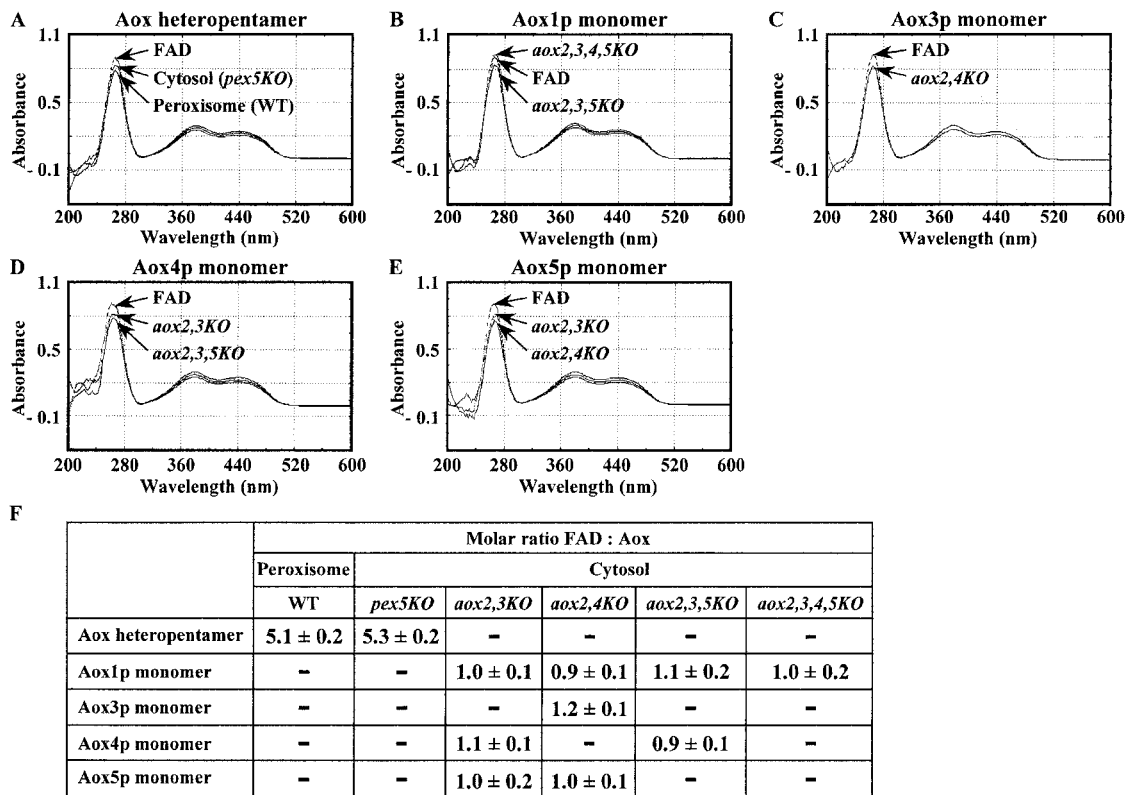 A
Aox heteropentamer
1.1
0.5
- 0.1
Absorbance
FAD
Cytosol (pex5KO)
Peroxisome (WT)
200 280 360 440 520 600
Wavelength (nm)
B
Aox1p monomer
1.1
0.5
- 0.1
Absorbance
aox2,3,4,5KO
FAD
aox2,3,5KO
200 280 360 440 520 600
Wavelength (nm)
C
Aox3p monomer
1.1
0.5
- 0.1
Absorbance
FAD
aox2,4KO
200 280 360 440 520 600
Wavelength (nm)
D
Aox4p monomer
1.1
0.5
- 0.1
Absorbance
FAD
aox2,3KO
aox2,3,5KO
200 280 360 440 520 600
Wavelength (nm)
E
Aox5p monomer
1.1
0.5
- 0.1
Absorbance
FAD
aox2,3KO
aox2,4KO
200 280 360 440 520 600
Wavelength (nm)
F
Molar ratio FAD : Aox
Peroxisome Cytosol
WT pex5KO aox2,3KO aox2,4KO aox2,3,5KO aox2,3,4,5KO
Aox heteropentamer 5.1 ± 0.2 5.3 ± 0.2 - - - -
Aox1p monomer - - 1.0 ± 0.1 0.9 ± 0.1 1.1 ± 0.2 1.0 ± 0.2
Aox3p monomer - - - 1.2 ± 0.1 - -
Aox4p monomer - - 1.1 ± 0.1 - 0.9 ± 0.1 -
Aox5p monomer - - 1.0 ± 0.2 1.0 ± 0.1 - -